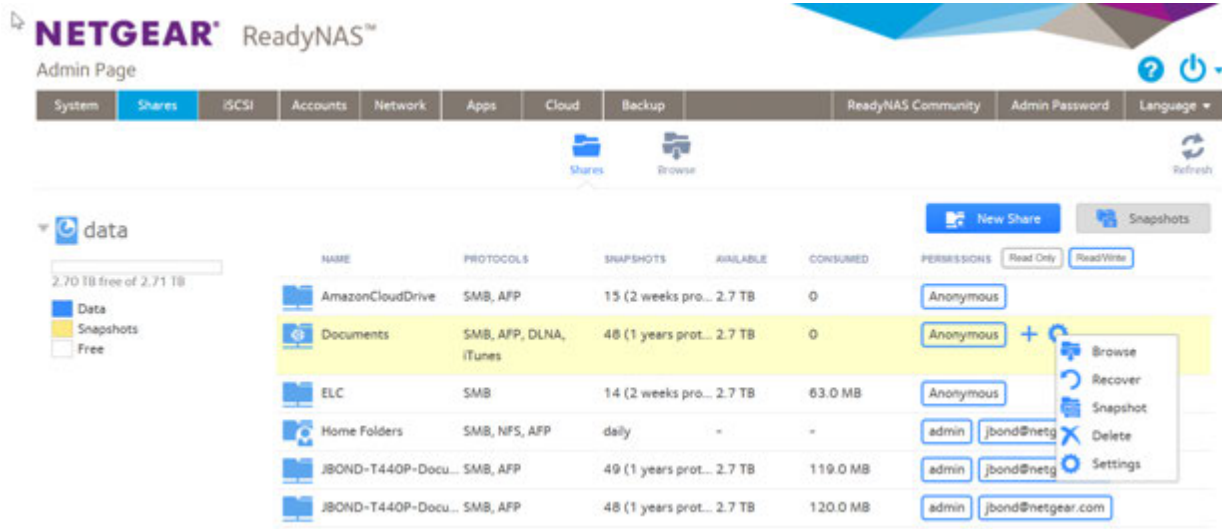 NETGEAR® ReadyNAS™
Admin Page
System Shares iSCSI Accounts Network Apps Cloud Backup ReadyNAS Community Admin Password Language
Shares Browse Refresh
data
New Share Snapshots
2.70 TB free of 2.71 TB
Data
Snapshots
Free
NAME PROTOCOLS SNAPSHOTS AVAILABLE CONSUMED PERMISSIONS Read Only Read/Write
AmazonCloudDrive SMB, AFP 15 (2 weeks pro... 2.7 TB 0 Anonymous
Documents SMB, AFP, DLNA, 48 (1 years prot... 2.7 TB 0 Anonymous
iTunes
Browse
Recover
Snapshot
Delete
Settings
ELC SMB 14 (2 weeks pro... 2.7 TB 63.0 MB Anonymous
Home Folders SMB, NFS, AFP daily - - admin jbond@netg
JBOND-T440P-Docu... SMB, AFP 49 (1 years prot... 2.7 TB 119.0 MB admin jbond@netg
JBOND-T440P-Docu... SMB, AFP 48 (1 years prot... 2.7 TB 120.0 MB admin jbond@netgear.com